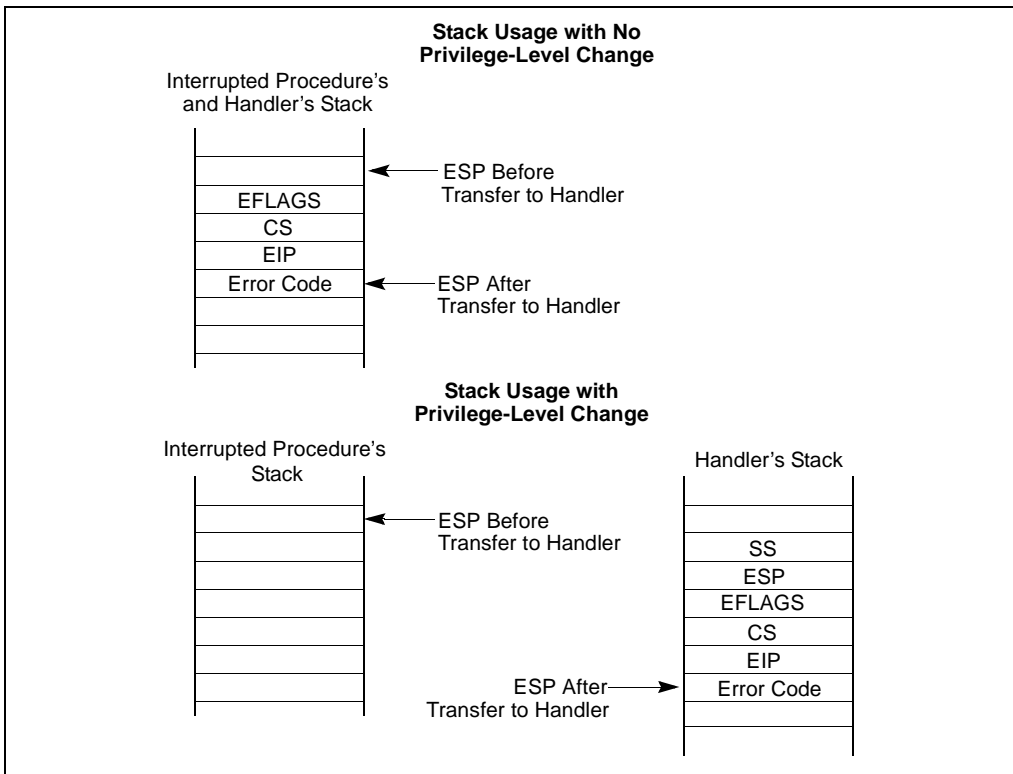 Stack Usage with No
Privilege-Level Change
Interrupted Procedure's
and Handler's Stack
ESP Before
Transfer to Handler
EFLAGS
CS
EIP
Error Code
ESP After
Transfer to Handler
Stack Usage with
Privilege-Level Change
Interrupted Procedure's
Stack
Handler's Stack
ESP Before
Transfer to Handler
SS
ESP
EFLAGS
CS
EIP
ESP After
Transfer to Handler
Error Code